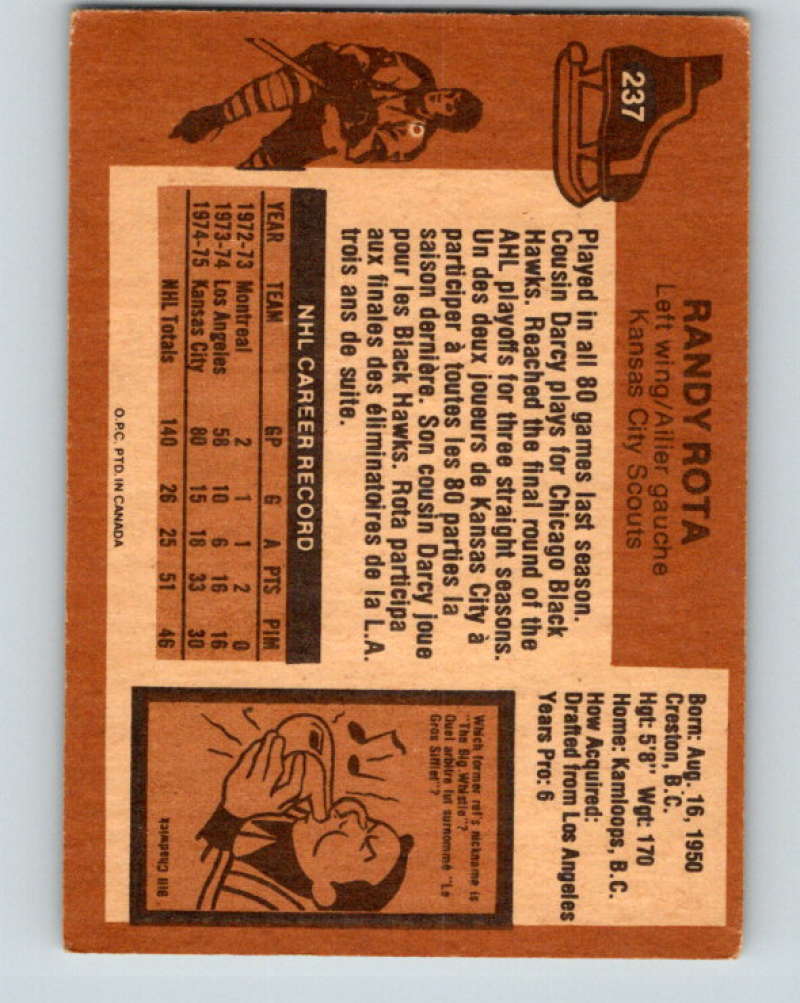 237
RANDY ROTA
Left wing/Ailier gauche
Kansas City Scouts
Born: Aug. 16, 1950
Creston, B.C.
Hgt: 5'8" Wgt: 170
Home: Kamloops, B.C.
How Acquired:
Drafted from Los Angeles
Years Pro: 6
Played in all 80 games last season.
Cousin Darcy plays for Chicago Black
Hawks. Reached the final round of the
AHL playoffs for three straight seasons.
Un des deux joueurs de Kansas City à
participer à toutes les 80 parties la
saison dernière. Son cousin Darcy joue
pour les Black Hawks. Rota participa
aux finales des éliminatoires de la L.A.
trois ans de suite.
NHL CAREER RECORD
YEAR TEAM GP G A PTS PIM
1972-73 Montreal 2 1 1 2 0
1973-74 Los Angeles 58 10 6 16 16
1974-75 Kansas City 80 15 18 33 30
NHL Totals 140 26 25 51 46
Which former ref's nickname is
"The Big Whistle"?
Quel arbitre fut surnommé "Le
Gros Sifflet"?
Bill Chadwick
O.P.C. PTD. IN CANADA